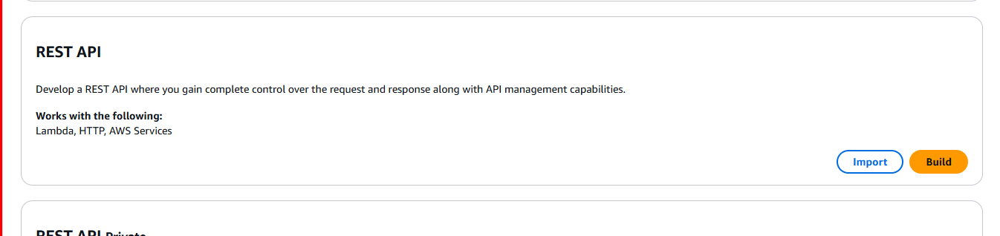 REST API
Develop a REST API where you gain complete control over the request and response along with API management capabilities.
Works with the following:
Lambda, HTTP, AWS Services
Import
Build
REST API Private